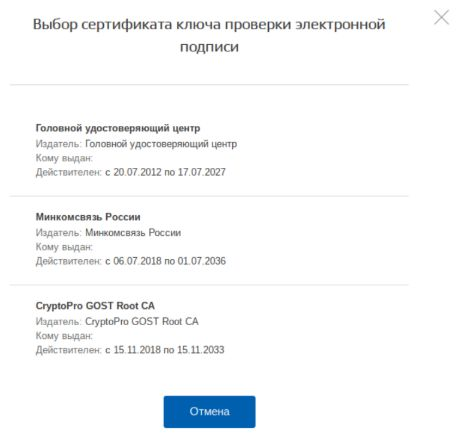 Выбор сертификата ключа проверки электронной
подписи
Головной удостоверяющий центр
Издатель: Головной удостоверяющий центр
Кому выдан:
Действителен: с 20.07.2012 по 17.07.2027
Минкомсвязь России
Издатель: Минкомсвязь России
Кому выдан:
Действителен: с 06.07.2018 по 01.07.2036
CryptoPro GOST Root CA
Издатель: CryptoPro GOST Root CA
Кому выдан:
Действителен: с 15.11.2018 по 15.11.2033
Отмена